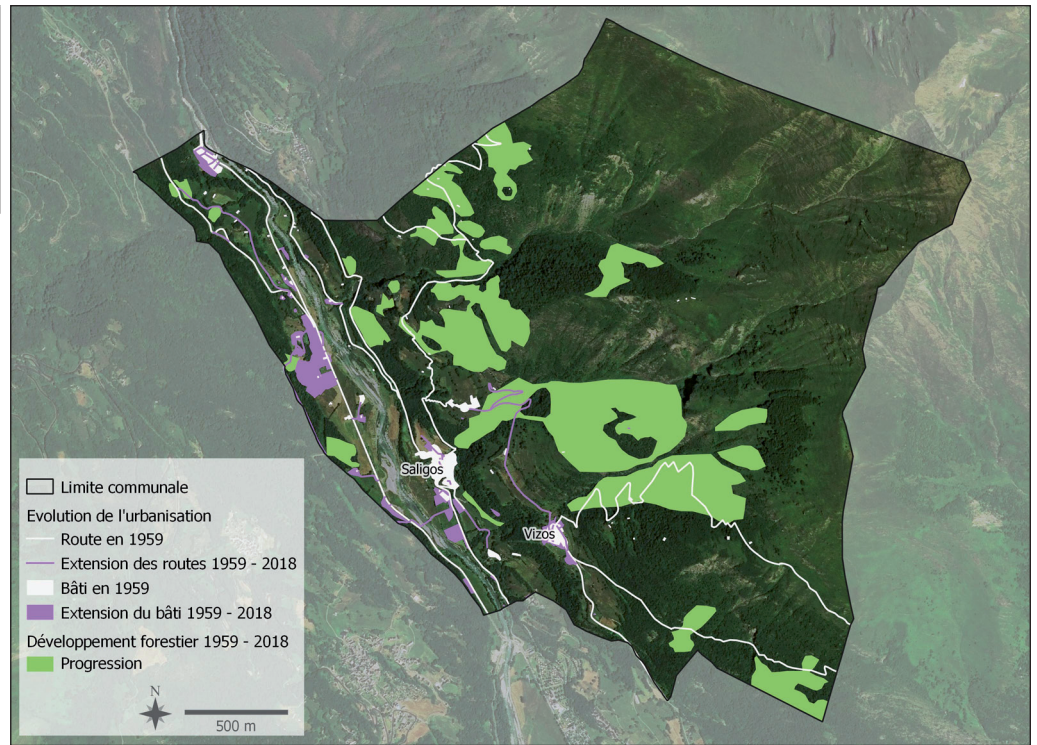 Saligos
Vizos
Limite communale
Evolution de l'urbanisation
Route en 1959
Extension des routes 1959 - 2018
Bâti en 1959
Extension du bâti 1959 - 2018
Développement forestier 1959 - 2018
Progression
N
500 m